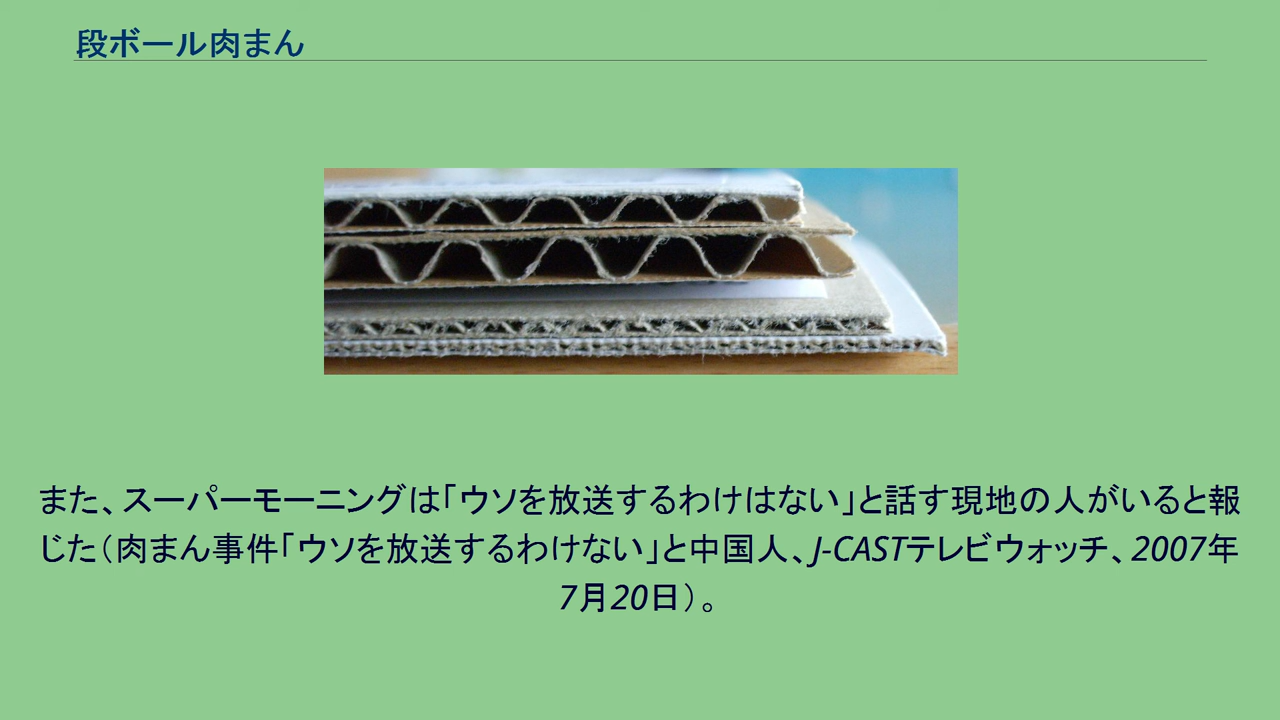 段ボール肉まん
また、スーパーモーニングは「ウソを放送するわけはない」と話す現地の人がいると報
じた（肉まん事件「ウソを放送するわけない」と中国人、J-CASTテレビウォッチ、2007年
7月20日）。